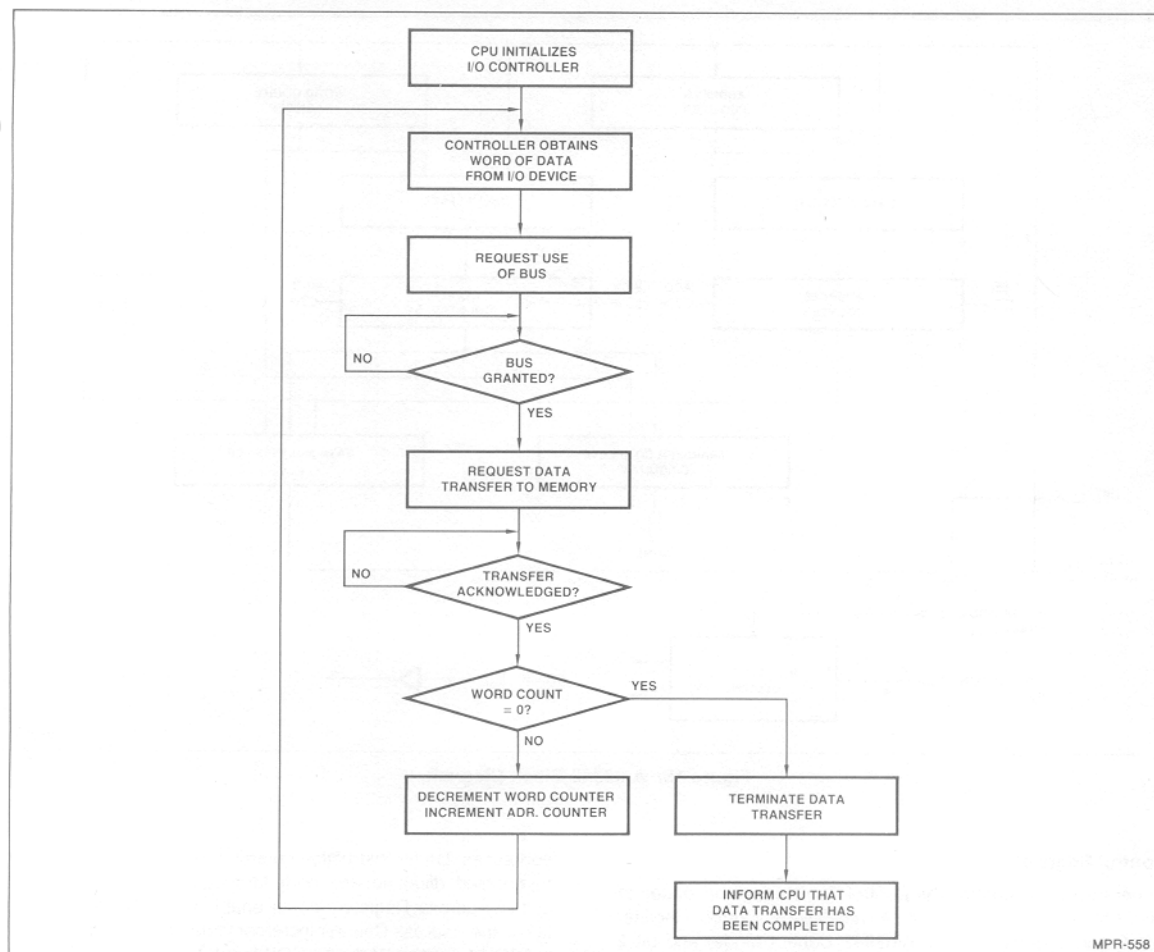 CPU INITIALIZES
I/O CONTROLLER
CONTROLLER OBTAINS
WORD OF DATA
FROM I/O DEVICE
REQUEST USE
OF BUS
NO
BUS
GRANTED?
YES
REQUEST DATA
TRANSFER TO MEMORY
NO
TRANSFER
ACKNOWLEDGED?
YES
WORD COUNT
= 0?
YES
NO
DECREMENT WORD COUNTER
INCREMENT ADR. COUNTER
TERMINATE DATA
TRANSFER
INFORM CPU THAT
DATA TRANSFER HAS
BEEN COMPLETED
MPR-558